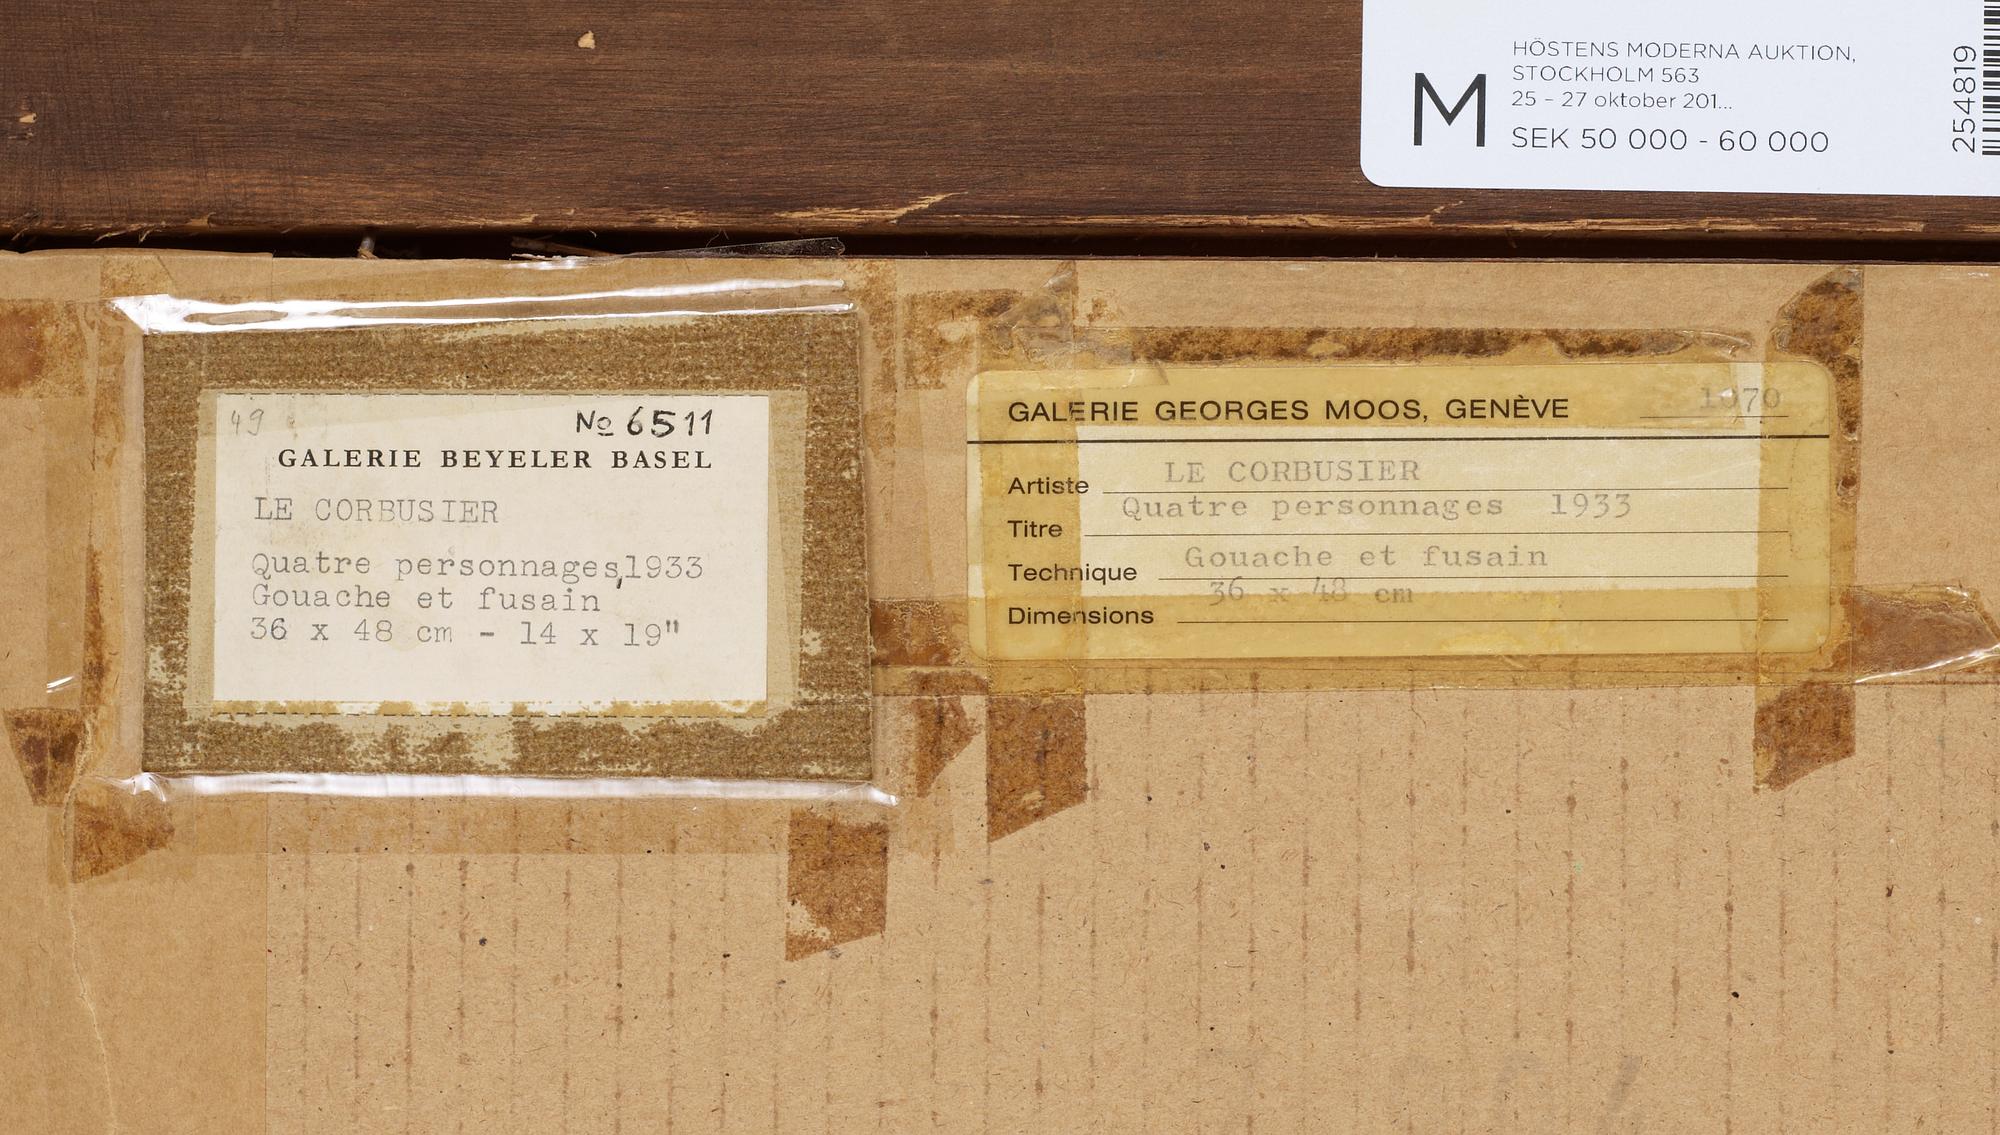 HÖSTENS MODERNA AUKTION,
STOCKHOLM 563
25 – 27 oktober 201...
M
SEK 50 000 - 60 000
254819
49
No 6511
GALERIE BEYELER BASEL
LE CORBUSIER
Quatre personnages,1933
Gouache et fusain
36 x 48 cm - 14 x 19"
GALERIE GEORGES MOOS, GENÈVE 1070
Artiste LE CORBUSIER
Titre Quatre personnages 1933
Technique Gouache et fusain
Dimensions 36 x 48 cm